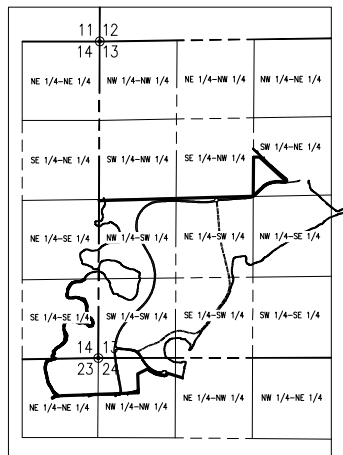 11 12
14 13
NE 1/4-NE 1/4 NW 1/4-NW 1/4 NE 1/4-NW 1/4 NW 1/4-NE 1/4
SW 1/4-NE 1/4
SE 1/4-NE 1/4 SW 1/4-NW 1/4 SE 1/4-NW 1/4
NE 1/4-SE 1/4 NW 1/4-SW 1/4 NE 1/4-SW 1/4 NW 1/4-SE 1/4
SE 1/4-SE 1/4 SW 1/4-SW 1/4 SE 1/4-SW 1/4 SW 1/4-SE 1/4
14 13
23 24
NE 1/4-NE 1/4 NW 1/4-NW 1/4 NE 1/4-NW 1/4 NW 1/4-NE 1/4